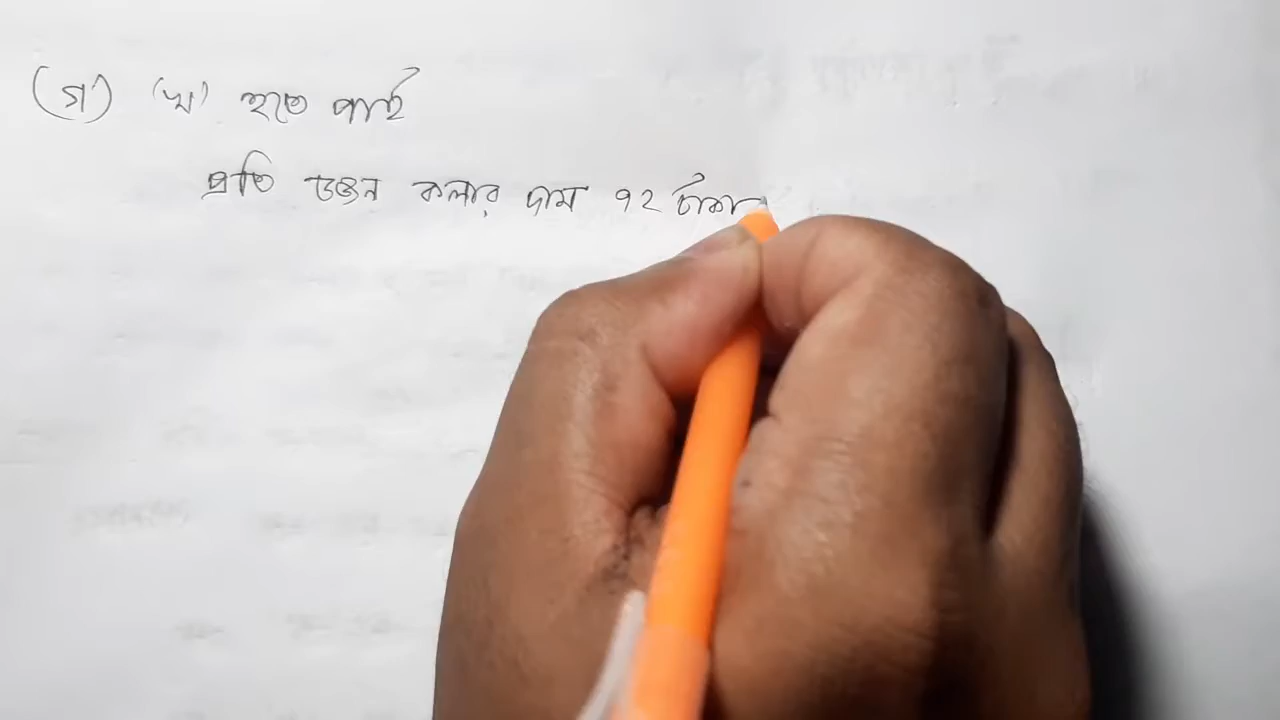 (গ) (খ) হতে পাই
প্রতি ডজন কলার দাম ৭২ টাকা